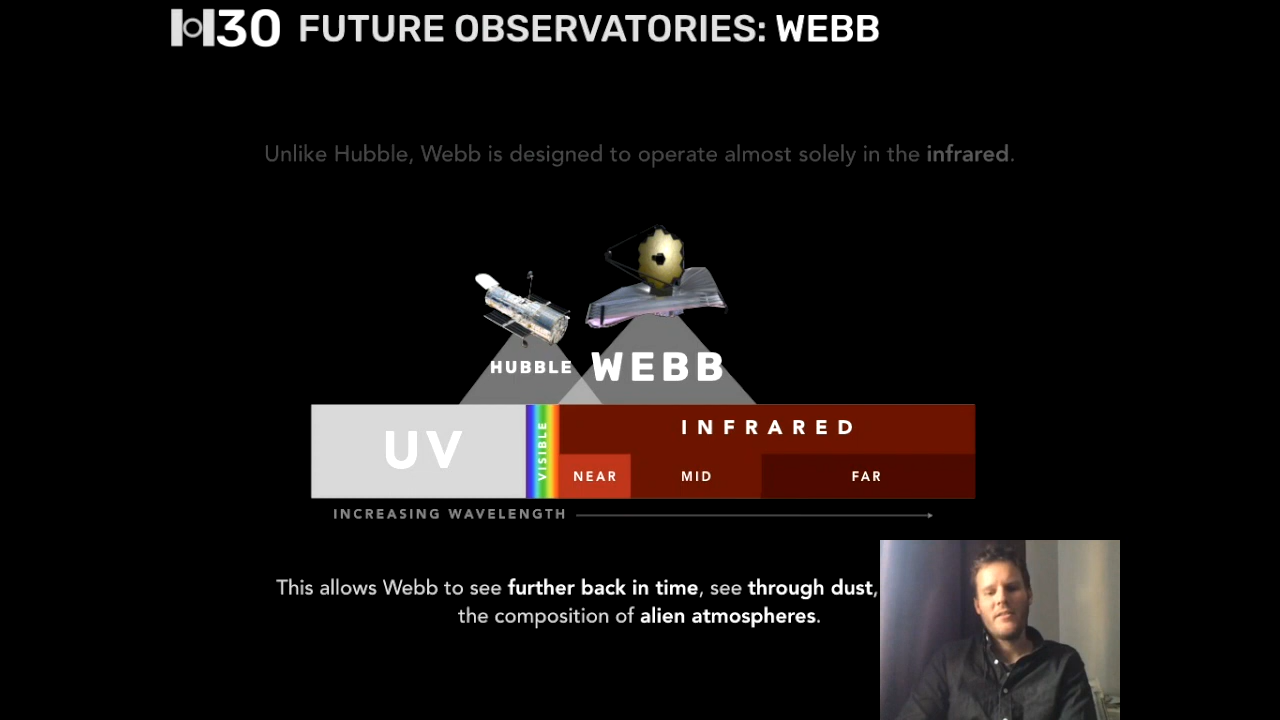 30 FUTURE OBSERVATORIES: WEBB
Unlike Hubble, Webb is designed to operate almost solely in the infrared.
HUBBLE WEBB
UV VISIBLE INFRARED
NEAR MID FAR
INCREASING WAVELENGTH
This allows Webb to see further back in time, see through dust,
the composition of alien atmospheres.